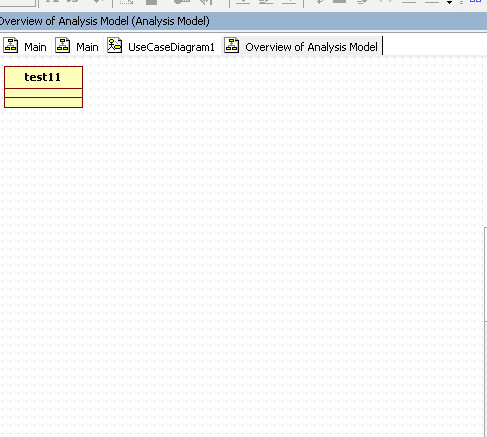 Overview of Analysis Model (Analysis Model)
Main Main UseCaseDiagram1 Overview of Analysis Model
test11